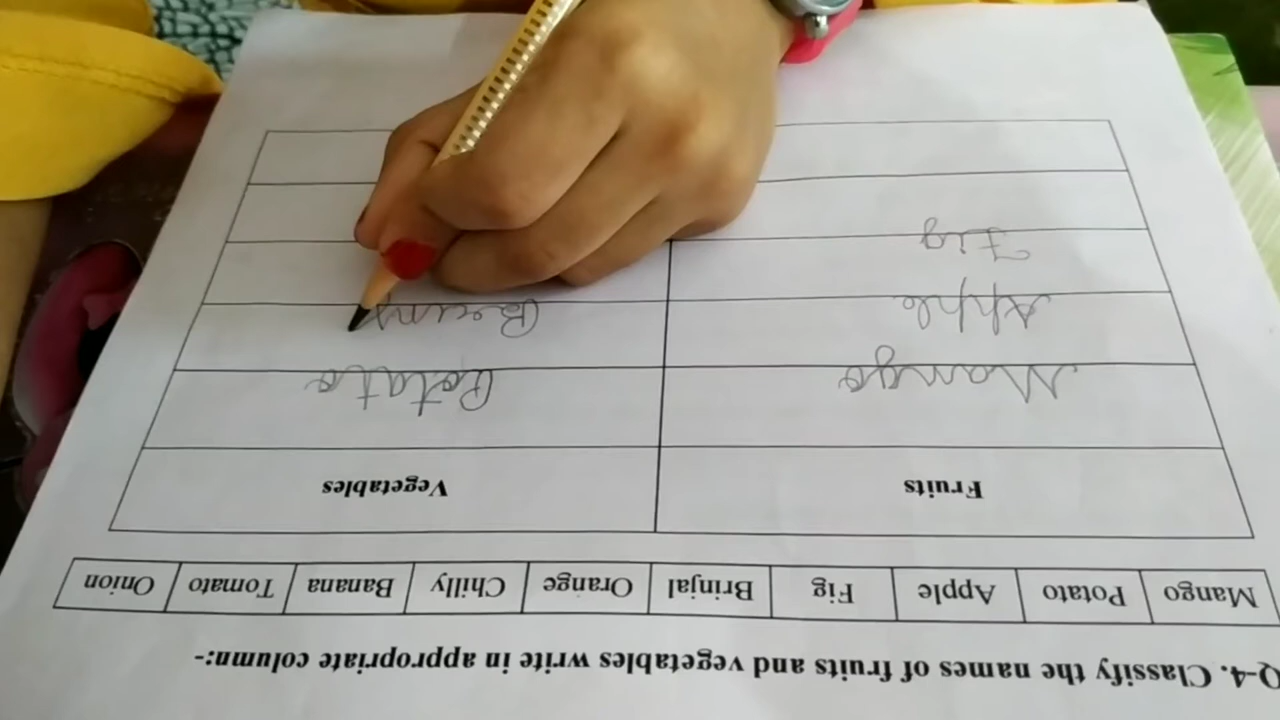 Q-4. Classify the names of fruits and vegetables write in appropriate column:-
Mango Potato Apple Fig Brinjal Orange Chilly Banana Tomato Onion
Fruits Vegetables
Mango Potato
Apple
Fig